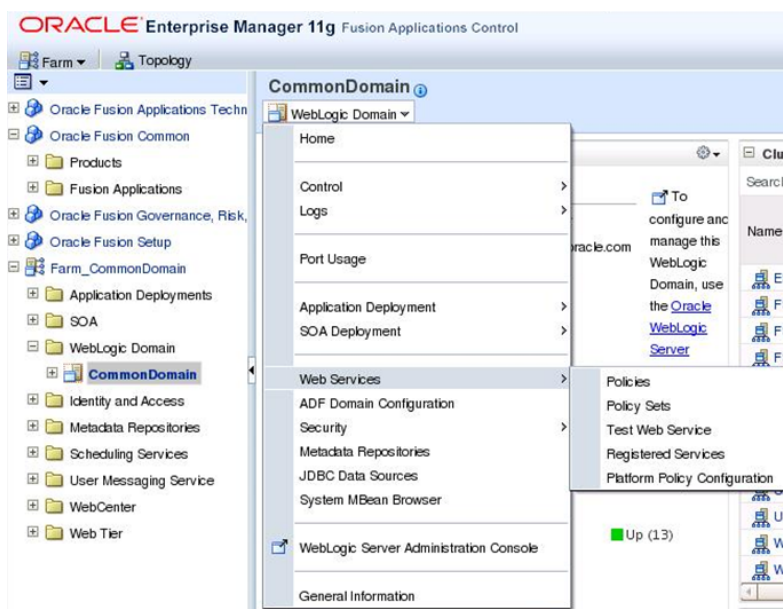 ORACLE Enterprise Manager 11g Fusion Applications Control
Farm
Topology
Oracle Fusion Applications Techn
Oracle Fusion Common
Products
Fusion Applications
Oracle Fusion Governance, Risk,
Oracle Fusion Setup
Farm_CommonDomain
Application Deployments
SOA
WebLogic Domain
CommonDomain
Identity and Access
Metadata Repositories
Scheduling Services
User Messaging Service
WebCenter
Web Tier
CommonDomain
WebLogic Domain
Home
Control
Logs
Port Usage
Application Deployment
SOA Deployment
Web Services
ADF Domain Configuration
Security
Metadata Repositories
JDBC Data Sources
System MBean Browser
WebLogic Server Administration Console
General Information
Policies
Policy Sets
Test Web Service
Registered Services
Platform Policy Configuration
racle.com
To
configure and
manage this
WebLogic
Domain, use
the Oracle
WebLogic
Server
Up (13)
Clu
Search
Name
E
F
F
F
U
W
W